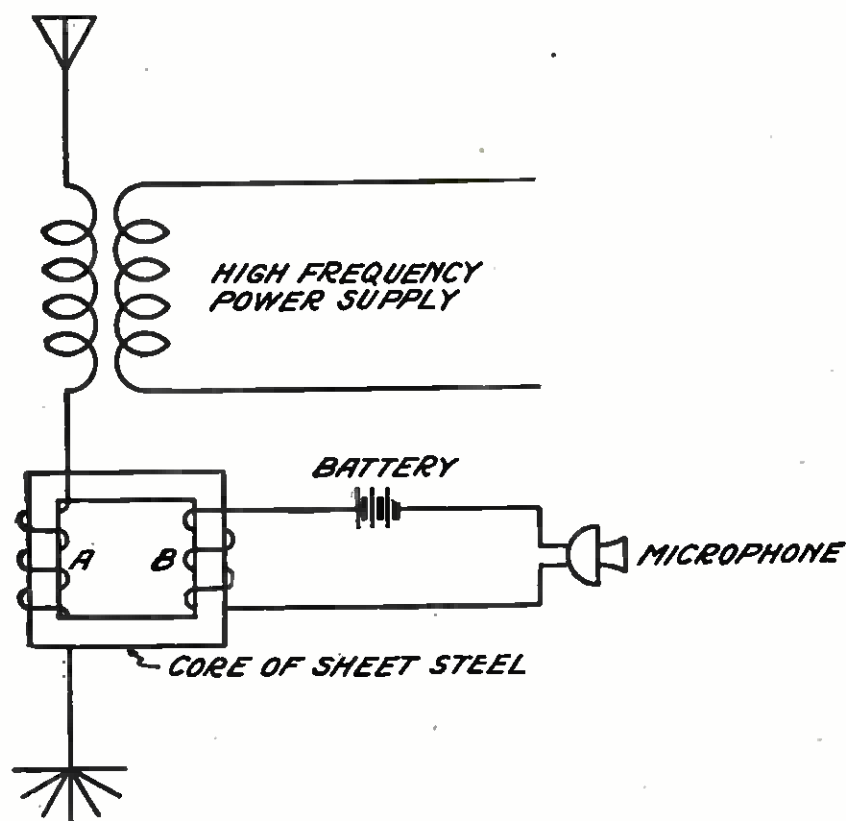 HIGH FREQUENCY
POWER SUPPLY
BATTERY
A
B
MICROPHONE
CORE OF SHEET STEEL